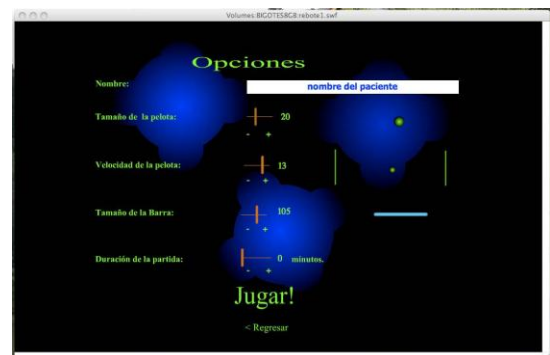 Volumes:BIGOTES8GB:rebote1.swf
Opciones
Nombre: nombre del paciente
Tamaño de la pelota: 20
- +
Velocidad de la pelota: 13
- +
Tamaño de la Barra: 105
- +
Duración de la partida: 0 minutos.
- +
Jugar!
< Regresar